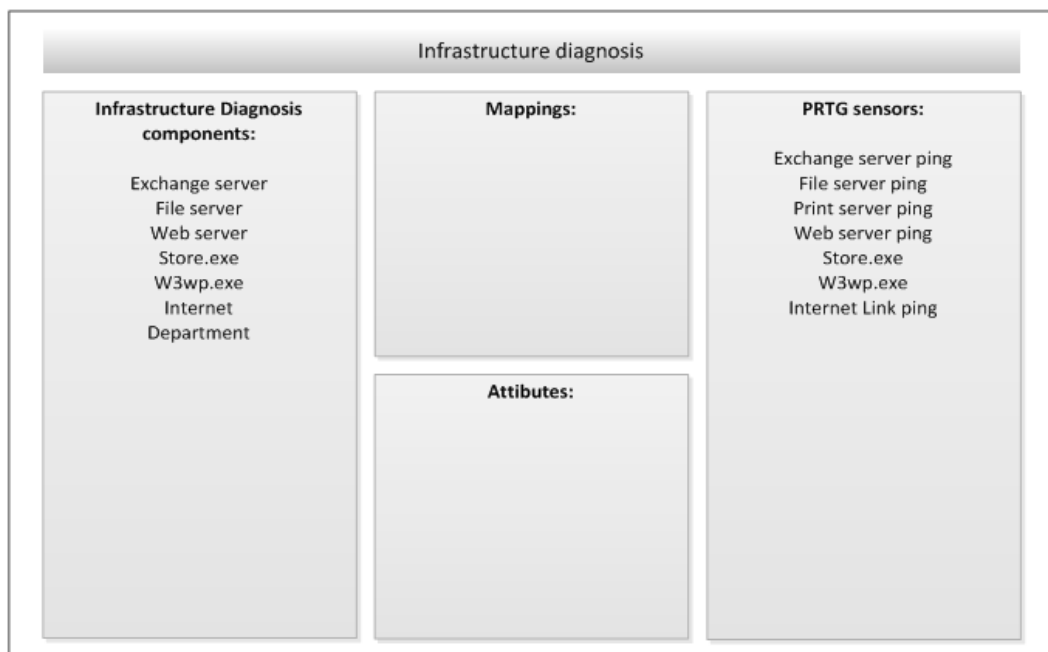 Infrastructure diagnosis
Infrastructure Diagnosis
components:
Exchange server
File server
Web server
Store.exe
W3wp.exe
Internet
Department
Mappings:
Attibutes:
PRTG sensors:
Exchange server ping
File server ping
Print server ping
Web server ping
Store.exe
W3wp.exe
Internet Link ping